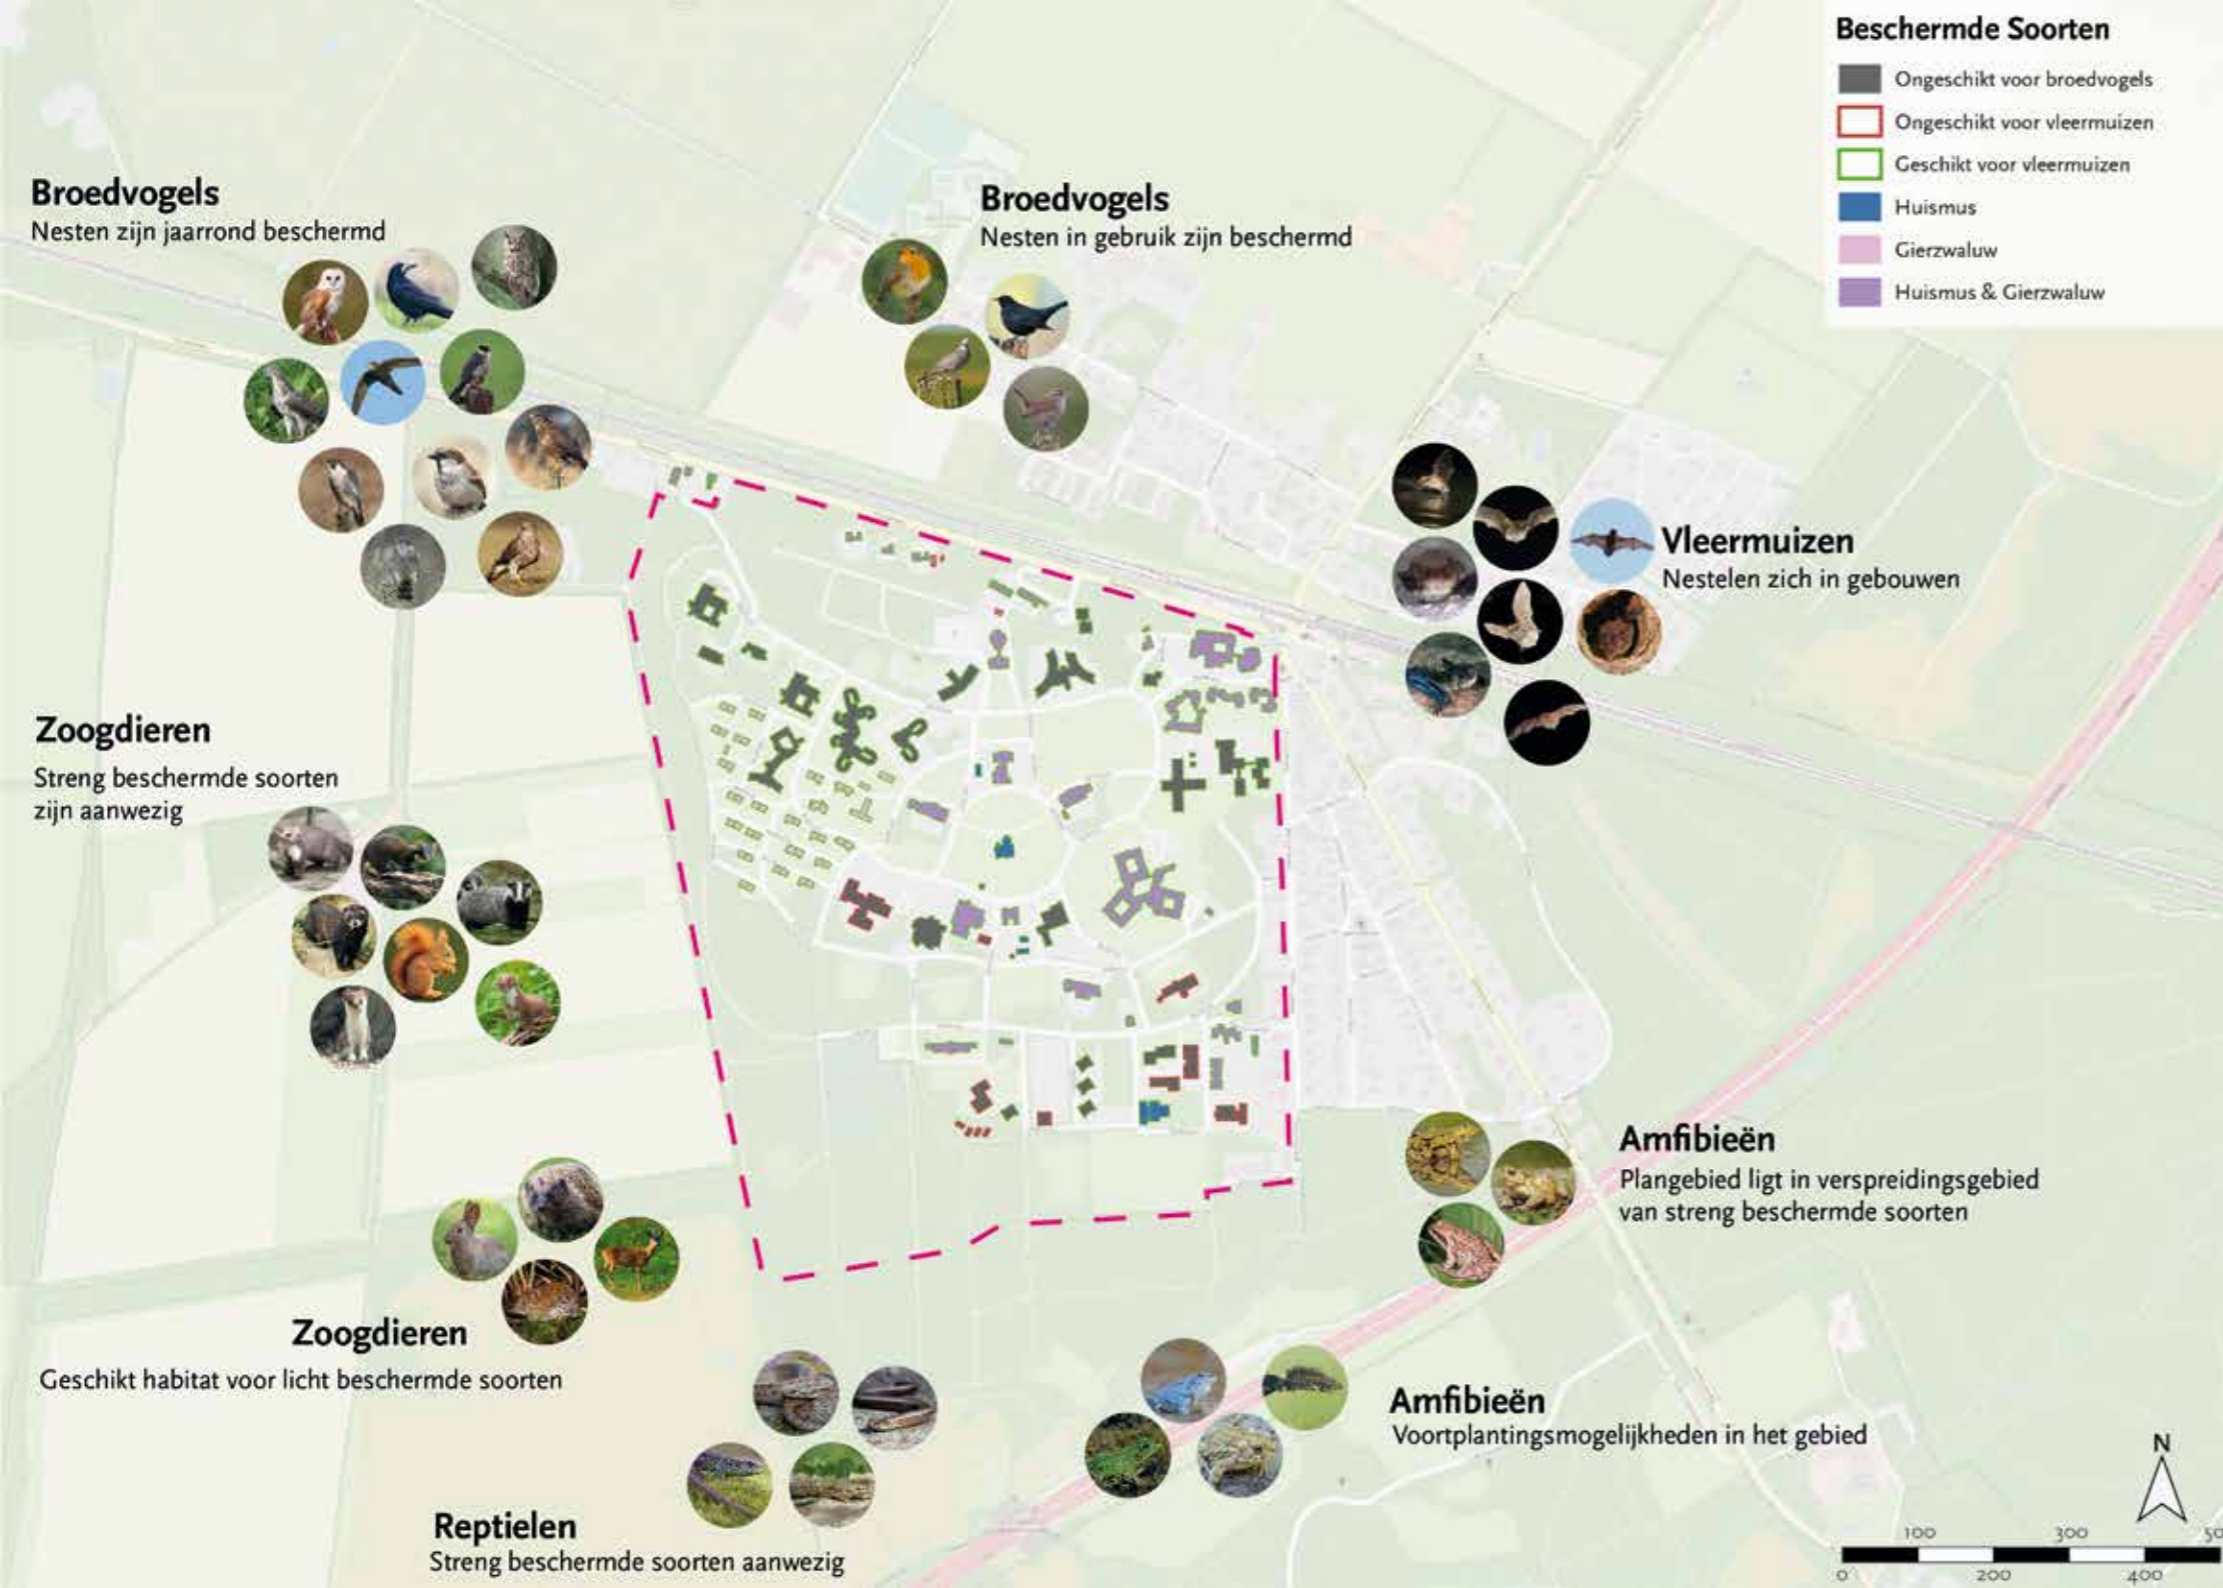 Beschermde Soorten
Ongeschikt voor broedvogels
Ongeschikt voor vleermuizen
Geschikt voor vleermuizen
Huismus
Gierzwaluw
Huismus & Gierzwaluw
Broedvogels
Nesten zijn jaarrond beschermd
Broedvogels
Nesten in gebruik zijn beschermd
Vleermuizen
Nestelen zich in gebouwen
Zoogdieren
Streng beschermde soorten
zijn aanwezig
Amfibieën
Plangebied ligt in verspreidingsgebied
van streng beschermde soorten
Zoogdieren
Geschikt habitat voor licht beschermde soorten
Amfibieën
Voortplantingsmogelijkheden in het gebied
Reptielen
Streng beschermde soorten aanwezig
N
100 300 50
0 200 400